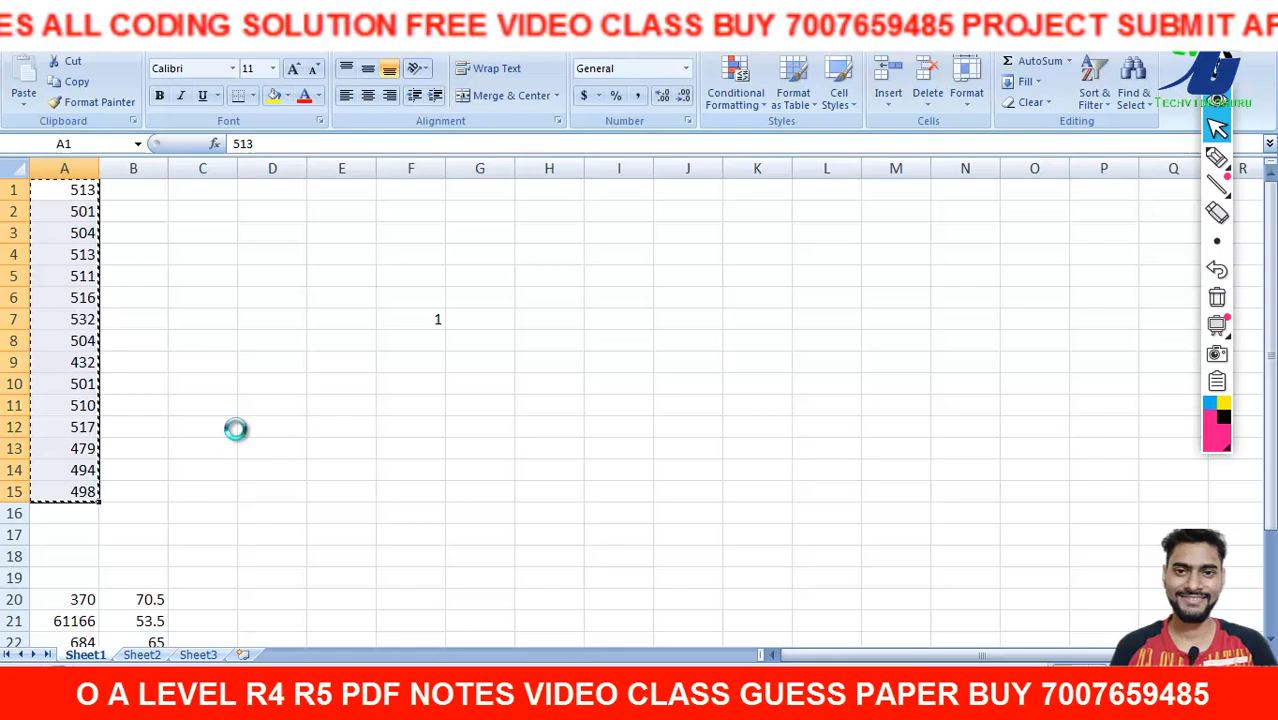 ES ALL CODING SOLUTION FREE VIDEO CLASS BUY 7007659485 PROJECT SUBMIT AF
Cut
Copy
Paste
Format Painter
Clipboard
Calibri 11 A A
B I U A
Font
Wrap Text
Merge & Center
Alignment
General
$ % ,
Number
Conditional Formatting
Format as Table
Cell Styles
Styles
Insert
Delete
Format
Cells
Σ AutoSum
Fill
Clear
Sort & Filter
Find & Select
Editing
TECHVIDEGURU
A1 fx 513
A B C D E F G H I J K L M N O P Q R
1 513
2 501
3 504
4 513
5 511
6 516
7 532 1
8 504
9 432
10 501
11 510
12 517
13 479
14 494
15 498
16
17
18
19
20 370 70.5
21 61166 53.5
22 684 65
Sheet1 Sheet2 Sheet3
O A LEVEL R4 R5 PDF NOTES VIDEO CLASS GUESS PAPER BUY 7007659485